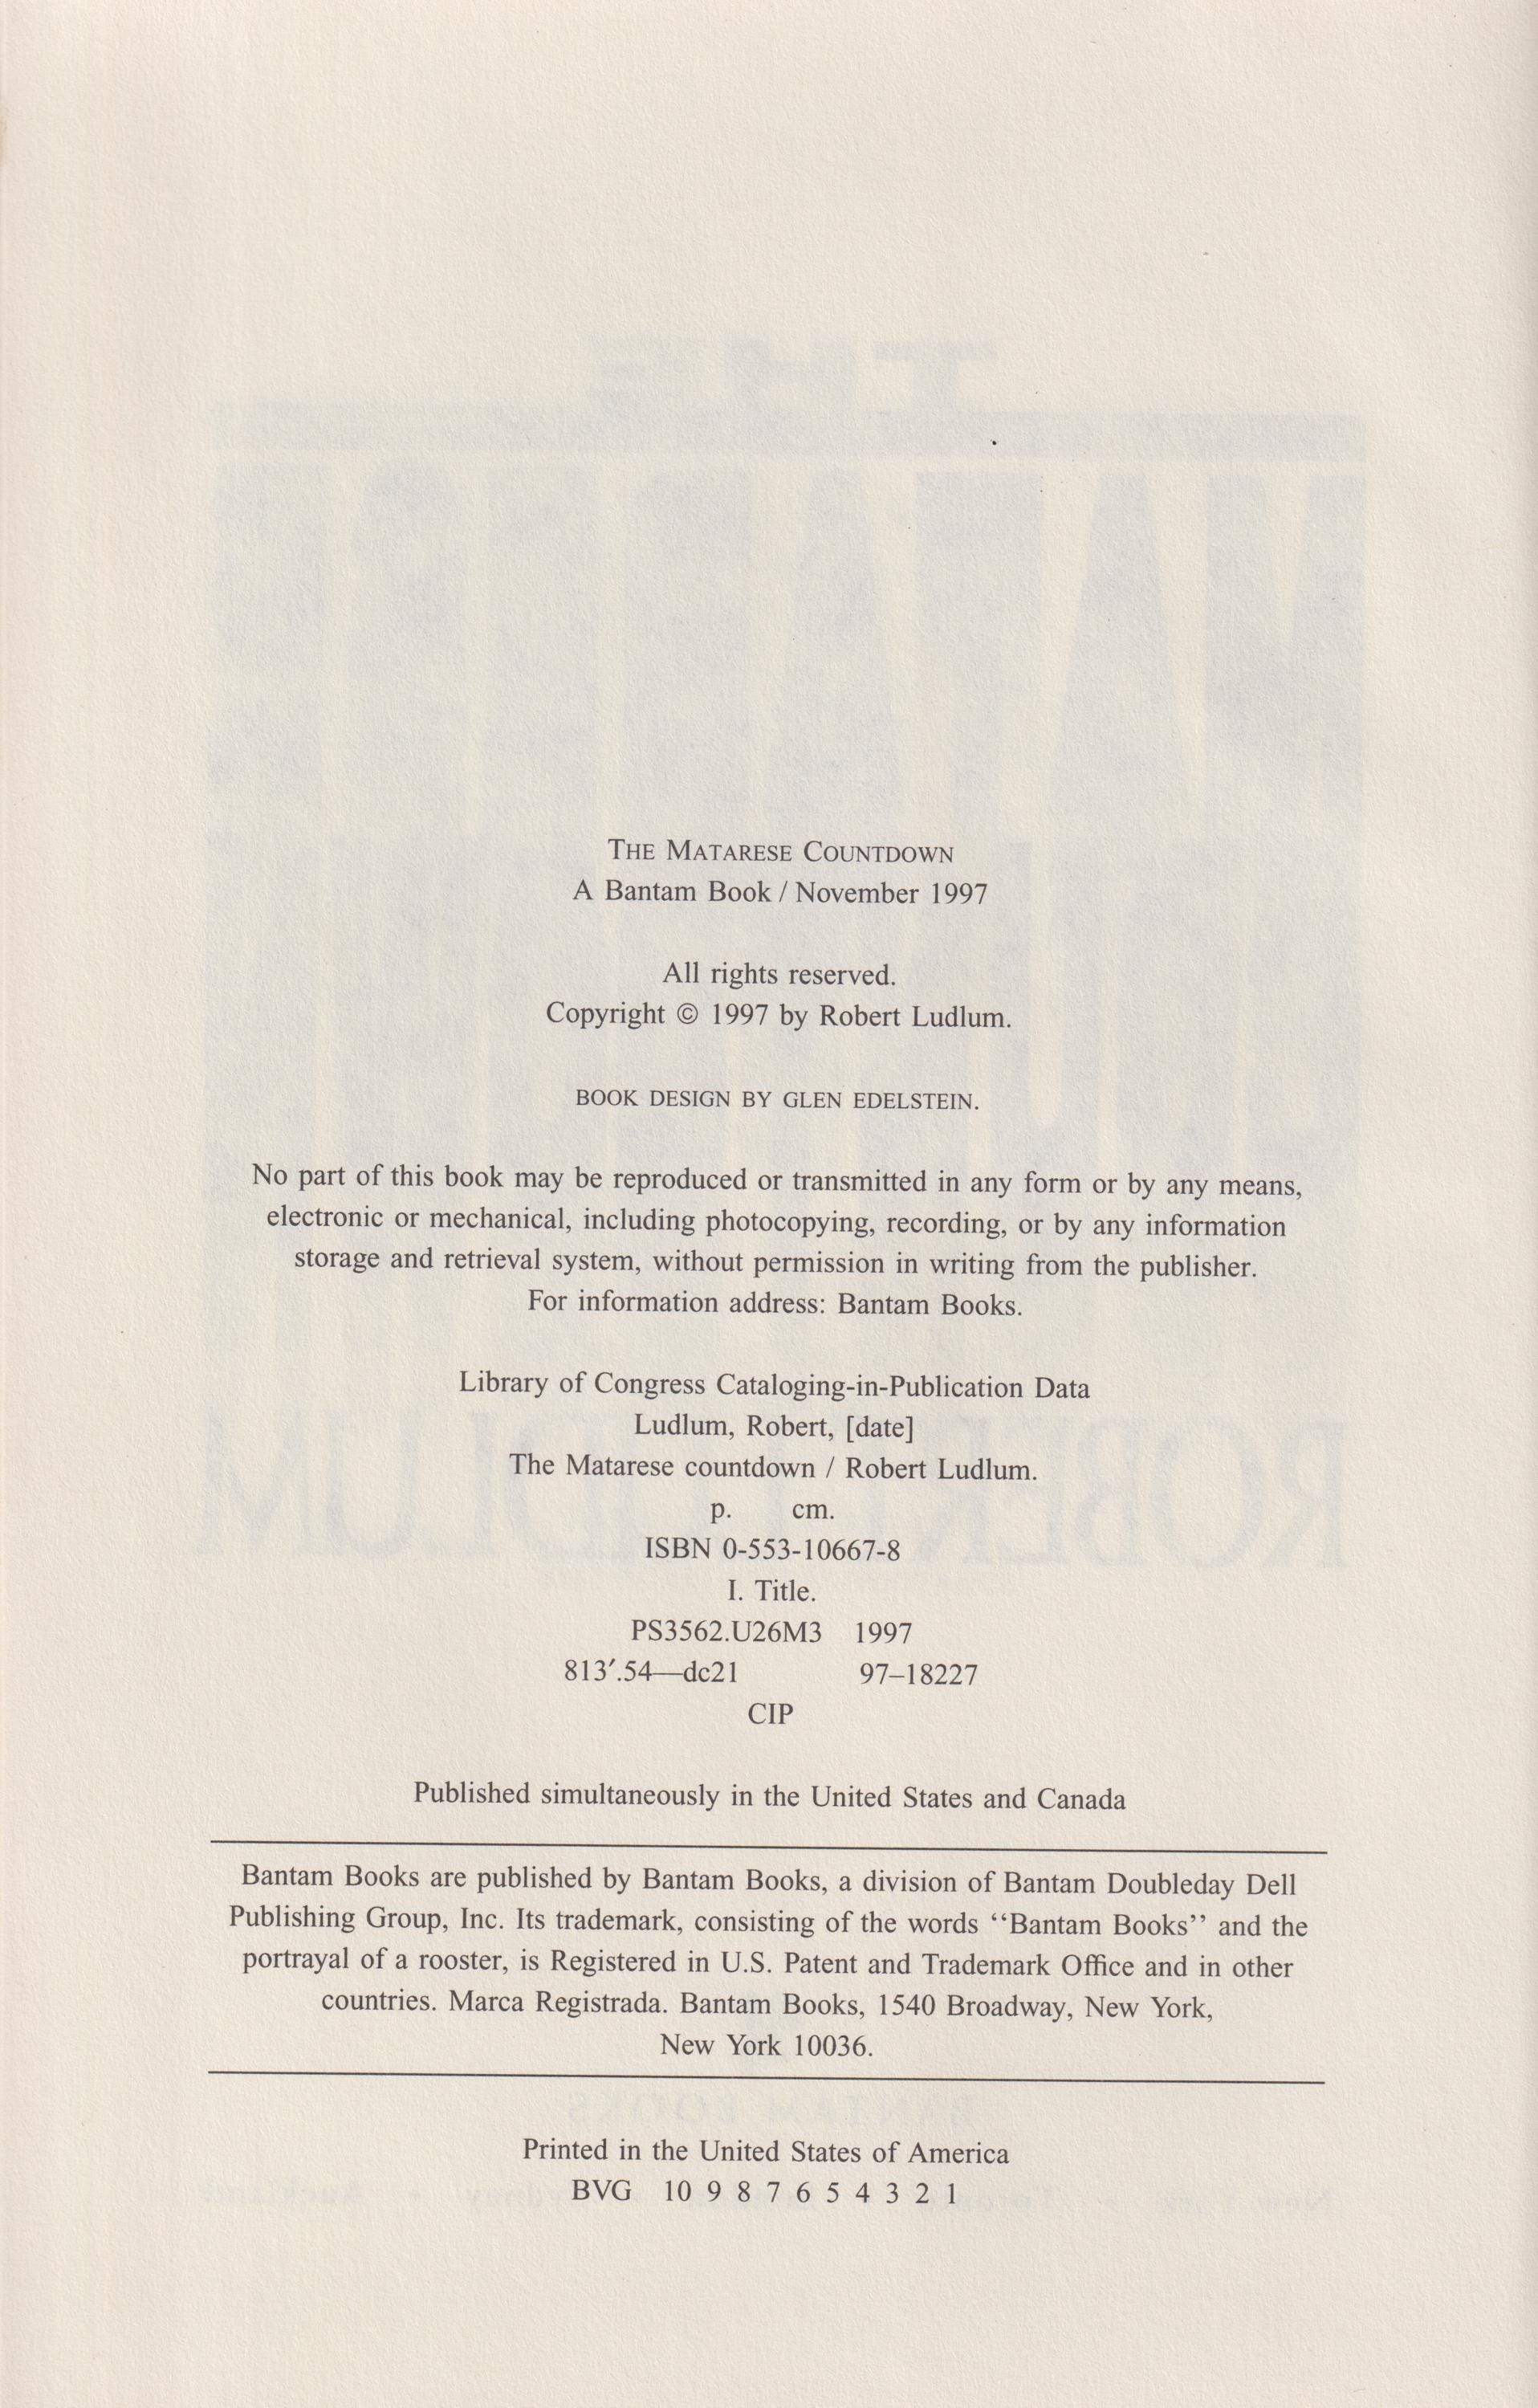 THE MATARESE COUNTDOWN
A Bantam Book / November 1997
All rights reserved.
Copyright © 1997 by Robert Ludlum.
BOOK DESIGN BY GLEN EDELSTEIN.
No part of this book may be reproduced or transmitted in any form or by any means,
electronic or mechanical, including photocopying, recording, or by any information
storage and retrieval system, without permission in writing from the publisher.
For information address: Bantam Books.
Library of Congress Cataloging-in-Publication Data
Ludlum, Robert, [date]
The Matarese countdown / Robert Ludlum.
p. cm.
ISBN 0-553-10667-8
I. Title.
PS3562.U26M3 1997
813′.54—dc21 97–18227
CIP
Published simultaneously in the United States and Canada
Bantam Books are published by Bantam Books, a division of Bantam Doubleday Dell
Publishing Group, Inc. Its trademark, consisting of the words ‘‘Bantam Books’’ and the
portrayal of a rooster, is Registered in U.S. Patent and Trademark Office and in other
countries. Marca Registrada. Bantam Books, 1540 Broadway, New York,
New York 10036.
Printed in the United States of America
BVG 10 9 8 7 6 5 4 3 2 1